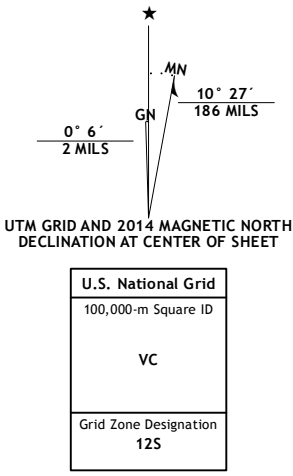 ★
MN
10° 27´
186 MILS
GN
0° 6´
2 MILS
UTM GRID AND 2014 MAGNETIC NORTH
DECLINATION AT CENTER OF SHEET
U.S. National Grid
100,000-m Square ID
VC
Grid Zone Designation
12S